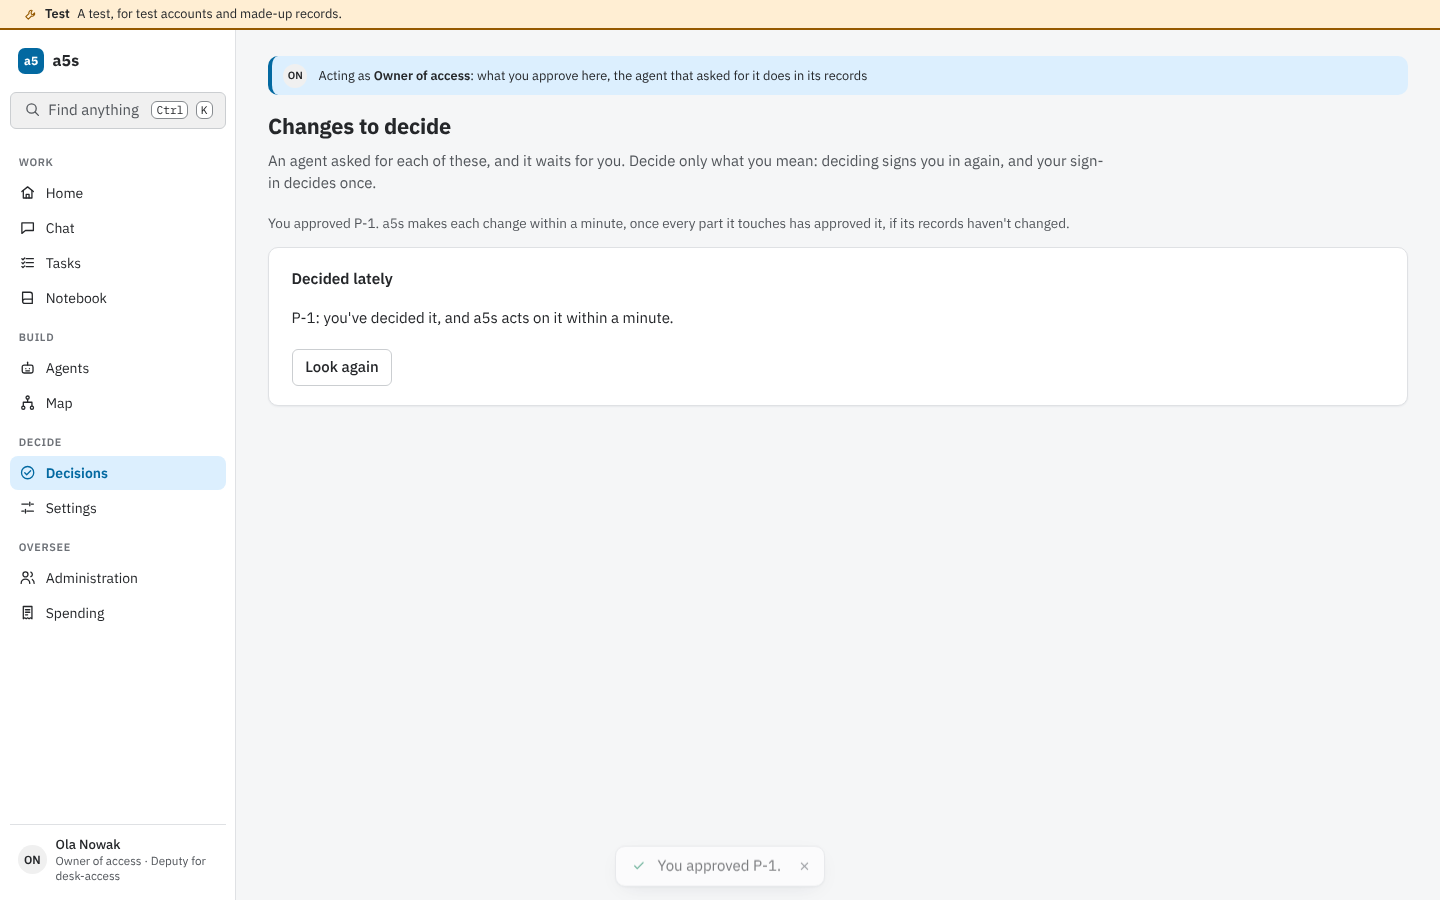 Test A test, for test accounts and made-up records.
a5 a5s
Find anything Ctrl K
WORK
Home
Chat
Tasks
Notebook
BUILD
Agents
Map
DECIDE
Decisions
Settings
OVERSEE
Administration
Spending
ON Ola Nowak
Owner of access · Deputy for
desk-access
ON Acting as Owner of access: what you approve here, the agent that asked for it does in its records
Changes to decide
An agent asked for each of these, and it waits for you. Decide only what you mean: deciding signs you in again, and your sign-
in decides once.
You approved P-1. a5s makes each change within a minute, once every part it touches has approved it, if its records haven't changed.
Decided lately
P-1: you've decided it, and a5s acts on it within a minute.
Look again
You approved P-1.